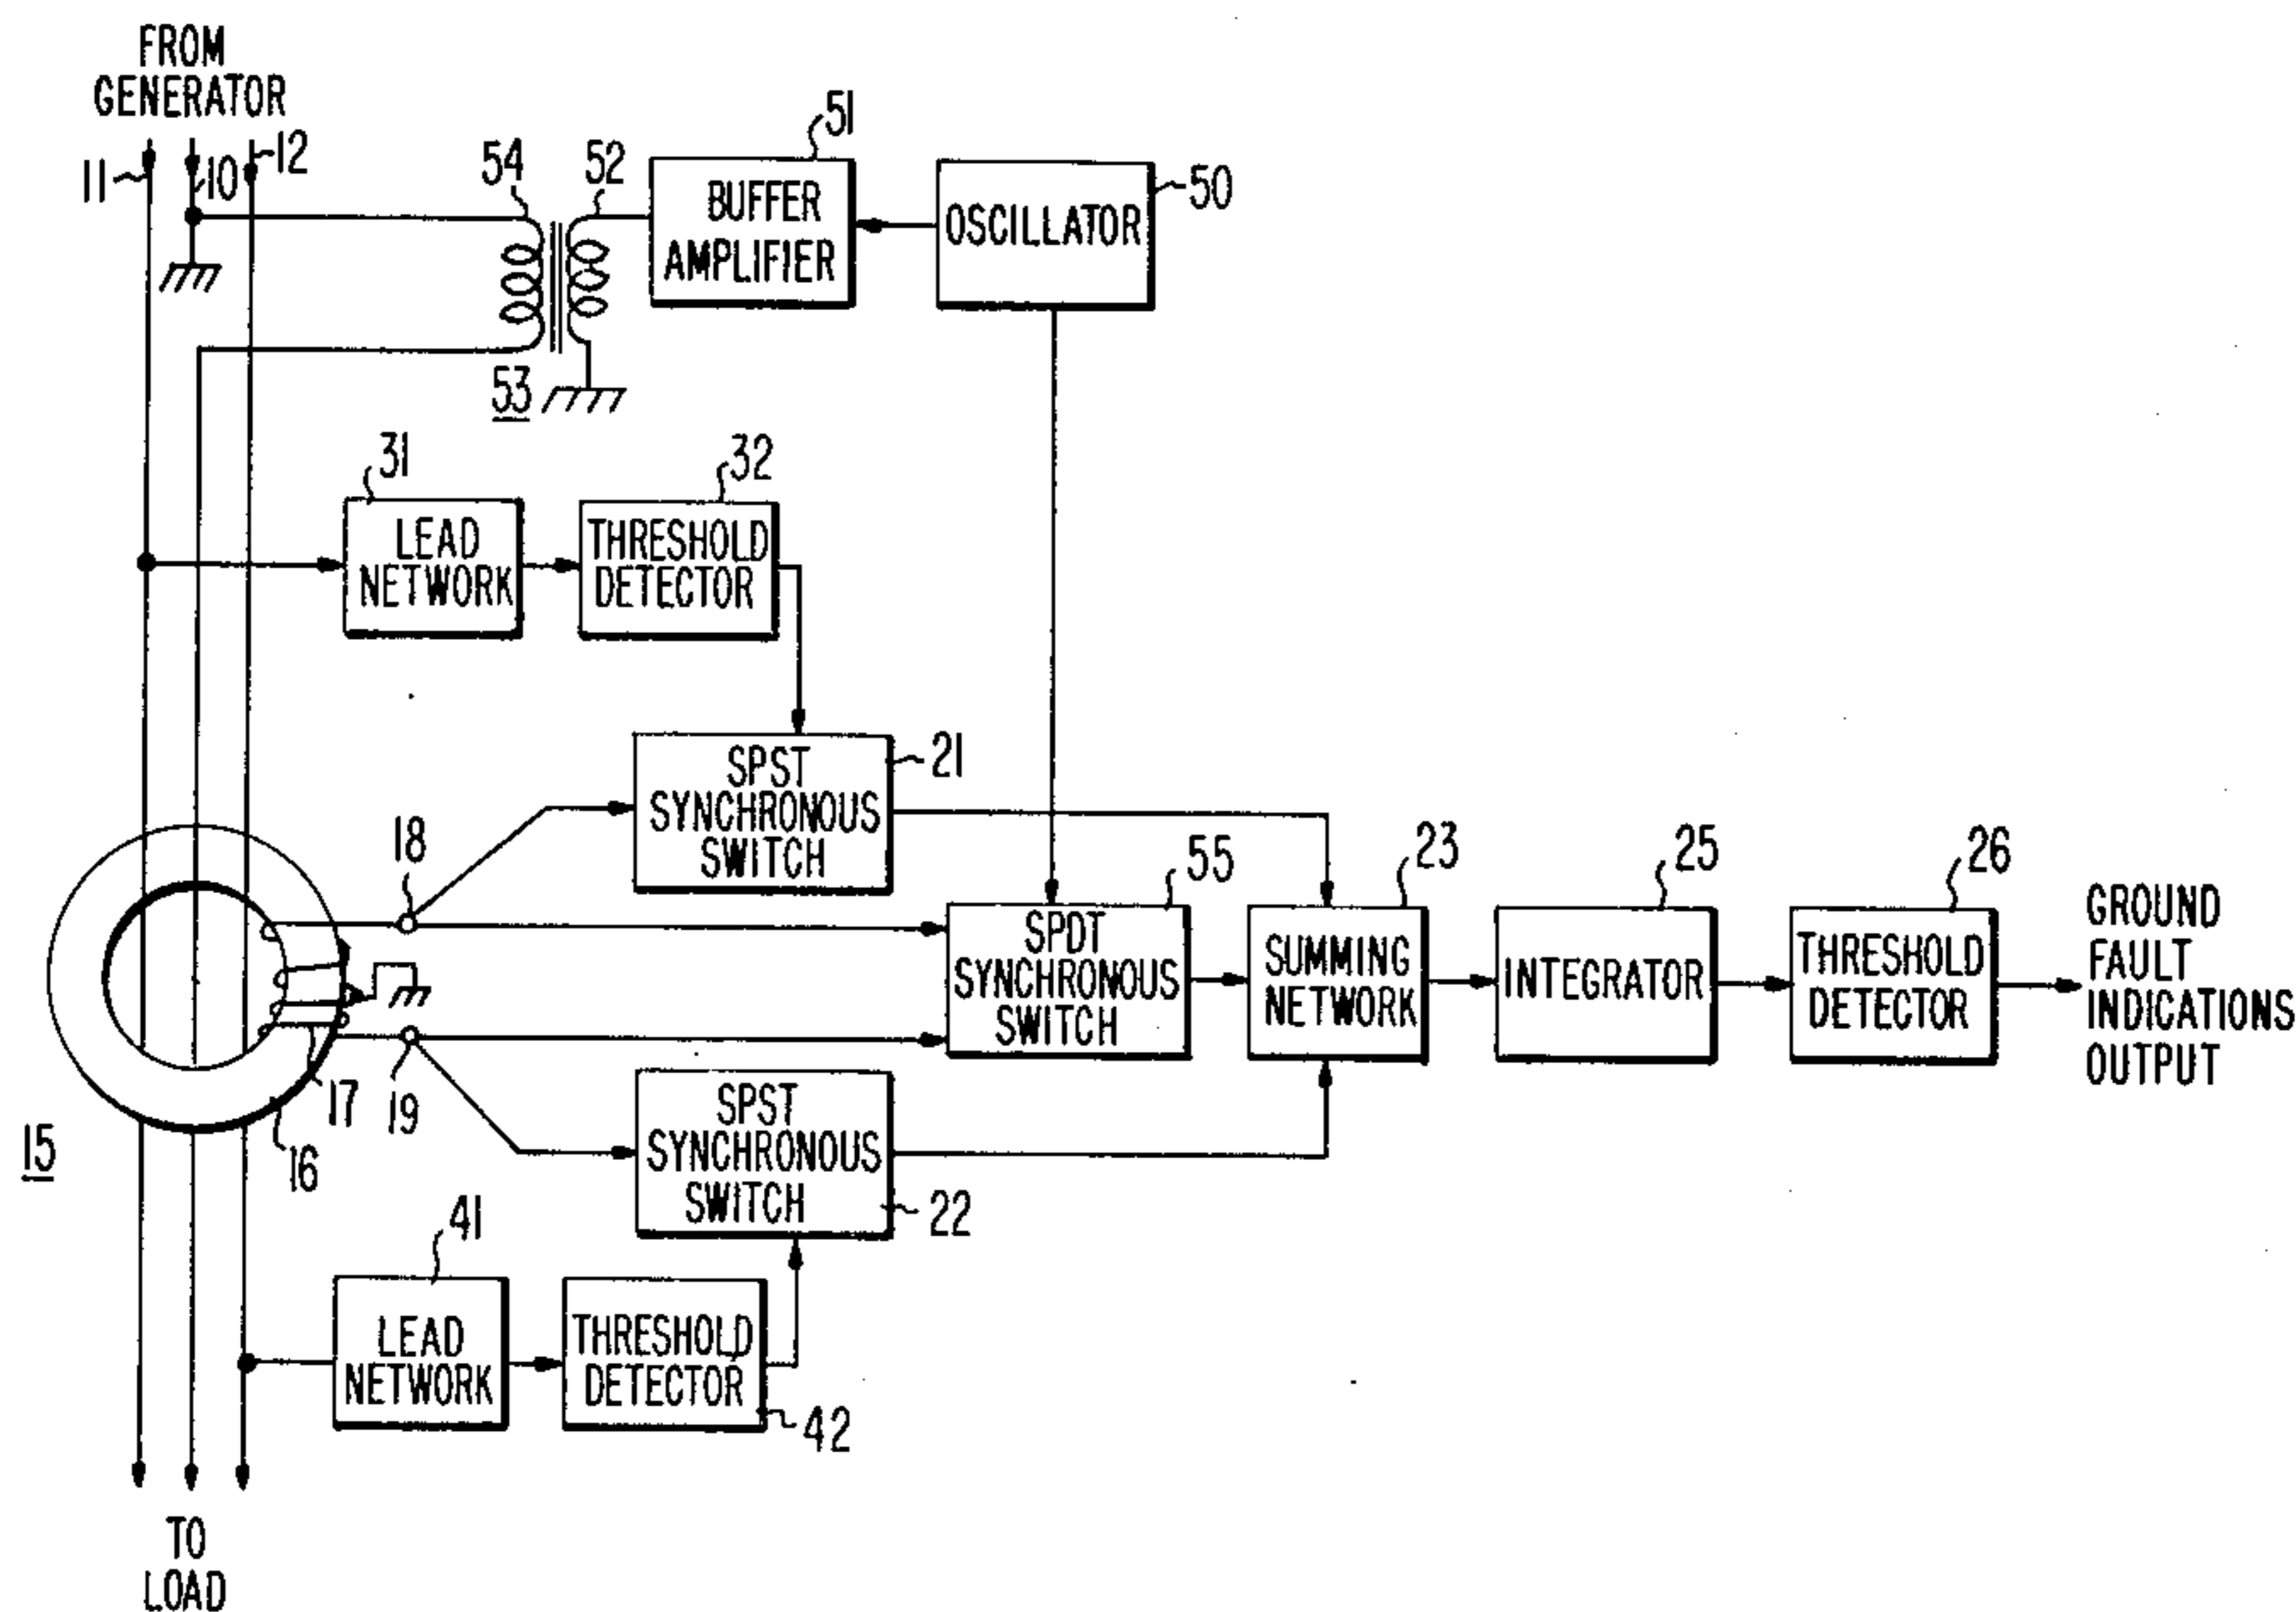 FROM
GENERATOR
11
10
12
54
52
51
BUFFER
AMPLIFIER
OSCILLATOR
50
53
31
LEAD
NETWORK
32
THRESHOLD
DETECTOR
SPST
SYNCHRONOUS
SWITCH
21
18
55
SPDT
SYNCHRONOUS
SWITCH
23
SUMMING
NETWORK
25
INTEGRATOR
26
THRESHOLD
DETECTOR
GROUND
FAULT
INDICATIONS
OUTPUT
15
16
17
19
SPST
SYNCHRONOUS
SWITCH
22
41
LEAD
NETWORK
THRESHOLD
DETECTOR
42
TO
LOAD